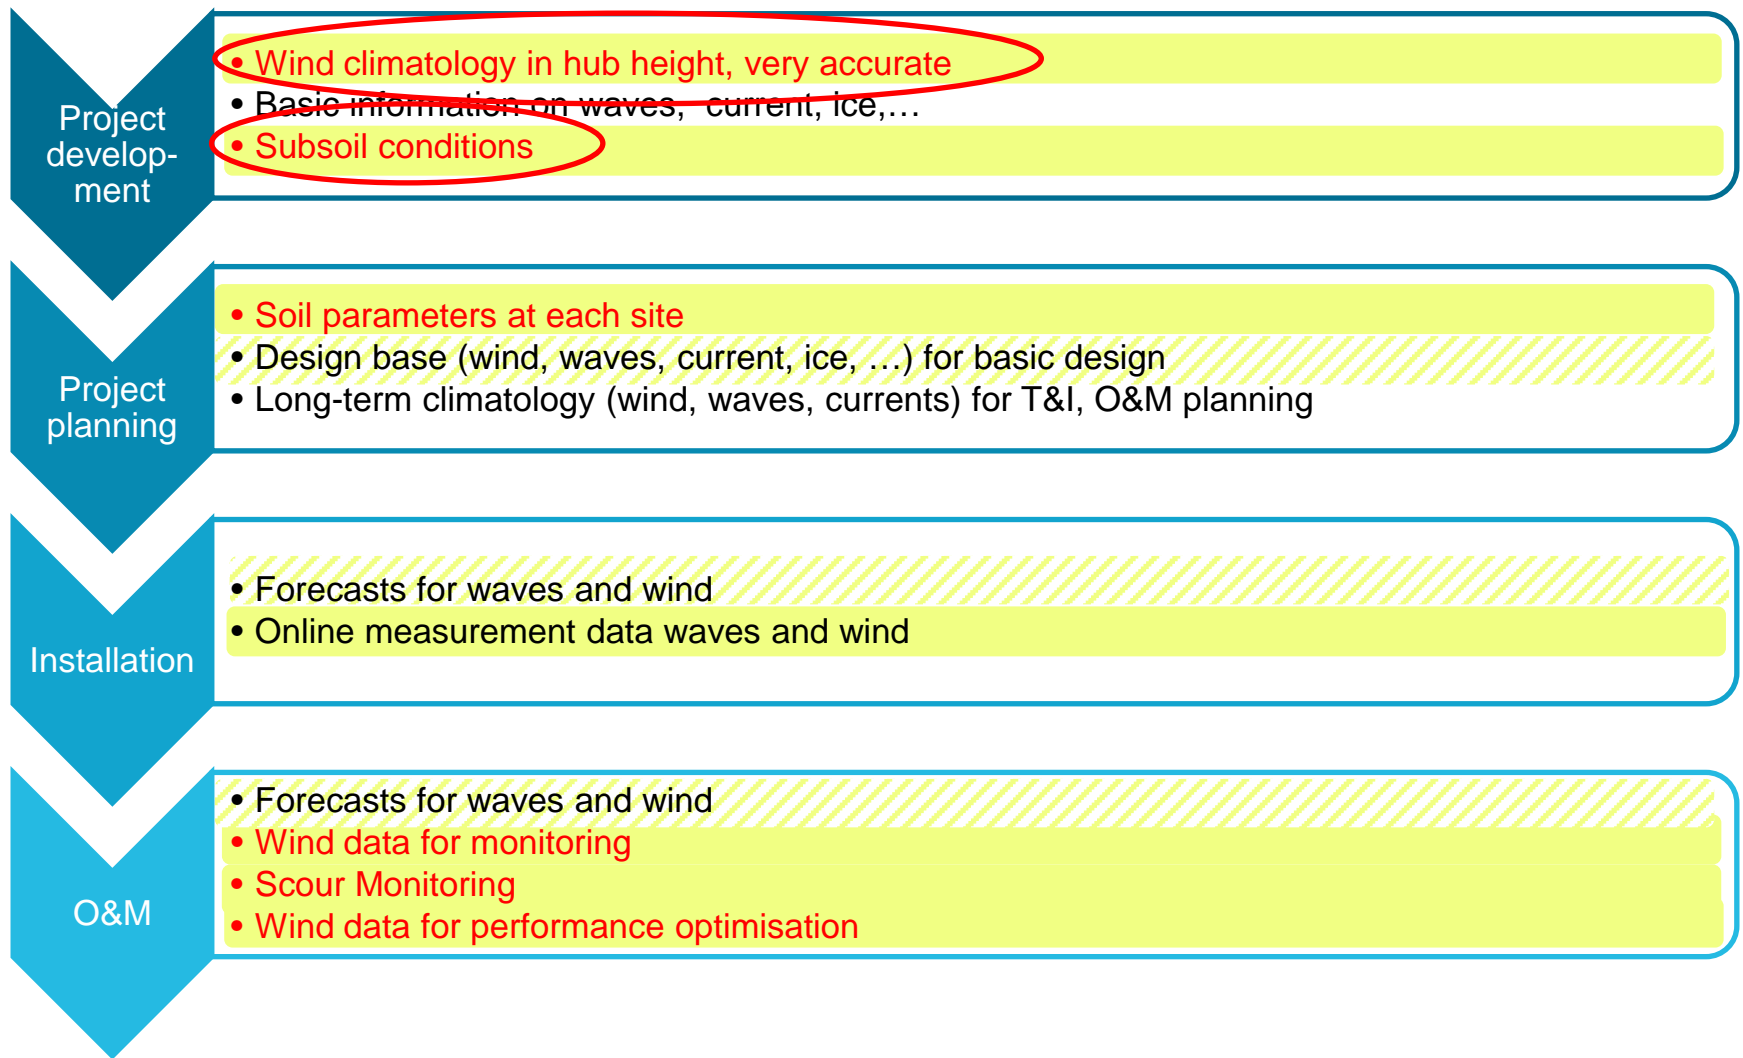 Project
develop-
ment
• Wind climatology in hub height, very accurate
• Basic information on waves, current, ice,…
• Subsoil conditions
Project
planning
• Soil parameters at each site
• Design base (wind, waves, current, ice, …) for basic design
• Long-term climatology (wind, waves, currents) for T&I, O&M planning
Installation
• Forecasts for waves and wind
• Online measurement data waves and wind
O&M
• Forecasts for waves and wind
• Wind data for monitoring
• Scour Monitoring
• Wind data for performance optimisation